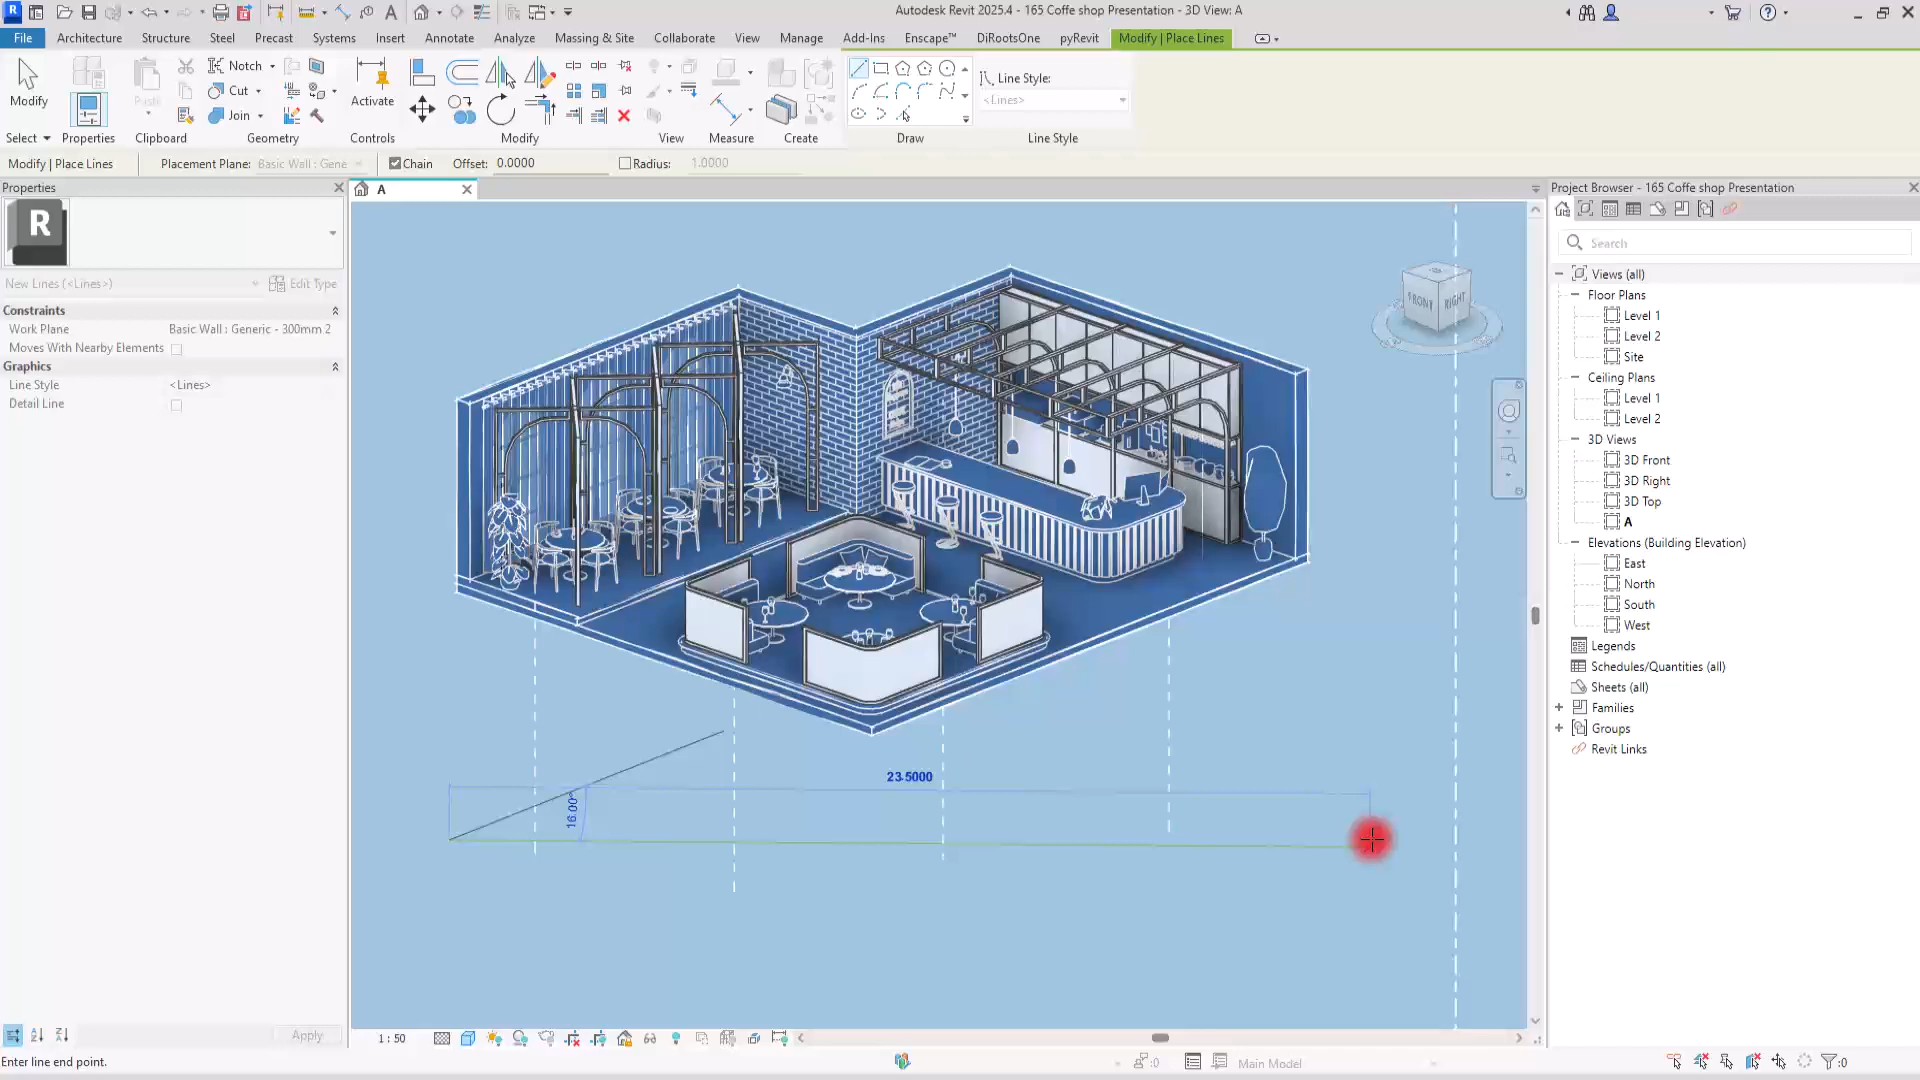 Autodesk Revit 2025.4 - 165 Coffe shop Presentation - 3D View: A
File Architecture Structure Steel Precast Systems Insert Annotate Analyze Massing & Site Collaborate View Manage Add-Ins Enscape™ DiRootsOne pyRevit Modify | Place Lines
Modify
Select
Properties
Paste
Clipboard
Notch
Cut
Join
Geometry
Activate
Controls
Modify
View
Measure
Create
Draw
Line Style:
<Lines>
Line Style
Modify | Place Lines Placement Plane: Basic Wall : Gene Chain Offset: 0.0000 Radius: 1.0000
Properties
R
New Lines (<Lines>) Edit Type
Constraints
Work Plane Basic Wall : Generic - 300mm 2
Moves With Nearby Elements
Graphics
Line Style <Lines>
Detail Line
Apply
A
FRONT RIGHT
23.5000
16.00°
1 : 50
Project Browser - 165 Coffe shop Presentation
Search
Views (all)
Floor Plans
Level 1
Level 2
Site
Ceiling Plans
Level 1
Level 2
3D Views
3D Front
3D Right
3D Top
A
Elevations (Building Elevation)
East
North
South
West
Legends
Schedules/Quantities (all)
Sheets (all)
Families
Groups
Revit Links
Enter line end point.
:0
Main Model
:0